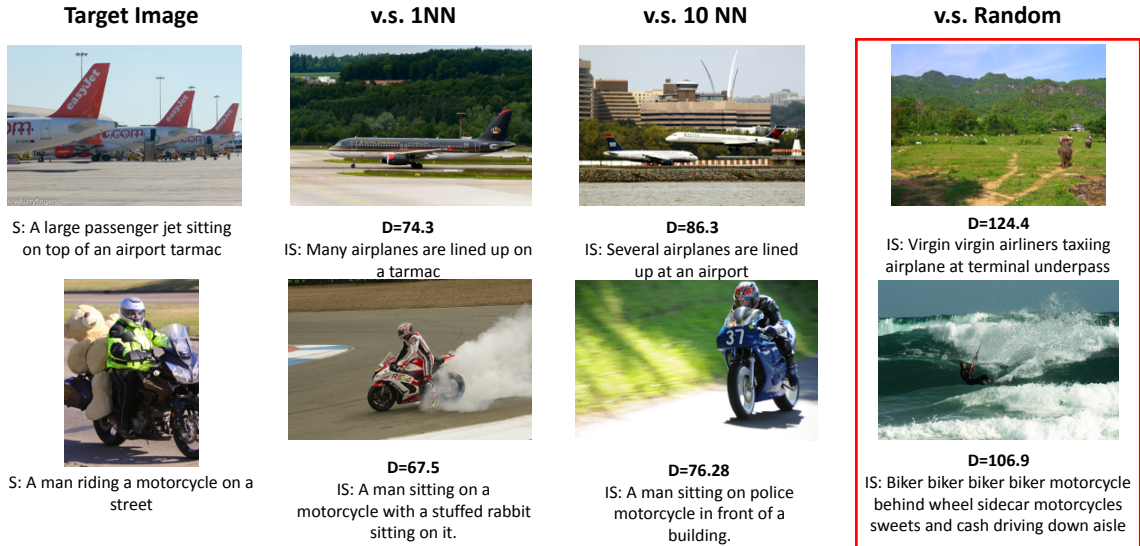 Target Image
v.s. 1NN
v.s. 10 NN
v.s. Random
easyJet
easyJet
com
com
S: A large passenger jet sitting
on top of an airport tarmac
D=74.3
IS: Many airplanes are lined up on
a tarmac
D=86.3
IS: Several airplanes are lined
up at an airport
D=124.4
IS: Virgin virgin airliners taxiing
airplane at terminal underpass
37
S: A man riding a motorcycle on a
street
D=67.5
IS: A man sitting on a
motorcycle with a stuffed rabbit
sitting on it.
D=76.28
IS: A man sitting on police
motorcycle in front of a
building.
D=106.9
IS: Biker biker biker biker motorcycle
behind wheel sidecar motorcycles
sweets and cash driving down aisle